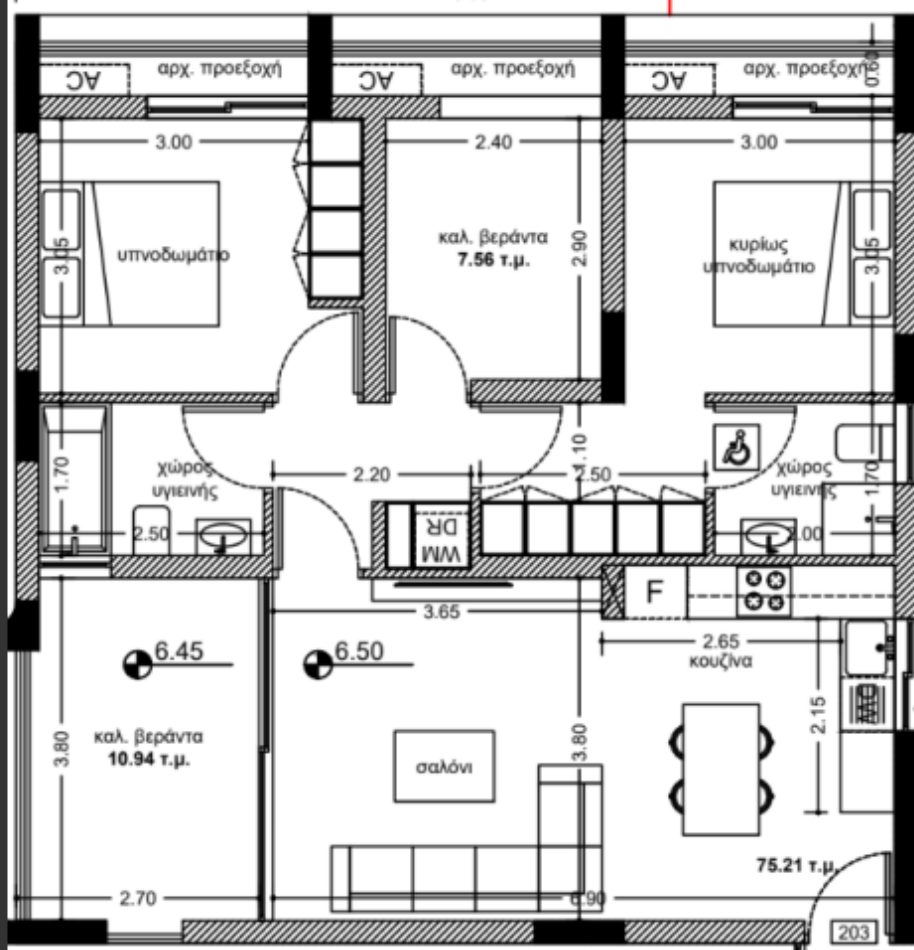 αρχ. προεξοχή
αρχ. προεξοχή
αρχ. προεξοχή
0.60
AC
AC
AC
3.00
2.40
3.00
3.05
υπνοδωμάτιο
καλ. βεράντα
7.56 τ.μ.
2.90
κυρίως
υπνοδωμάτιο
3.05
1.70
χώρος
υγιεινής
2.50
2.20
1.10
2.50
χώρος
υγιεινής
1.70
2.00
WM
DR
F
3.65
6.45
6.50
2.65
κουζίνα
2.15
DW
3.80
καλ. βεράντα
10.94 τ.μ.
σαλόνι
3.80
75.21 τ.μ.
2.70
6.90
203